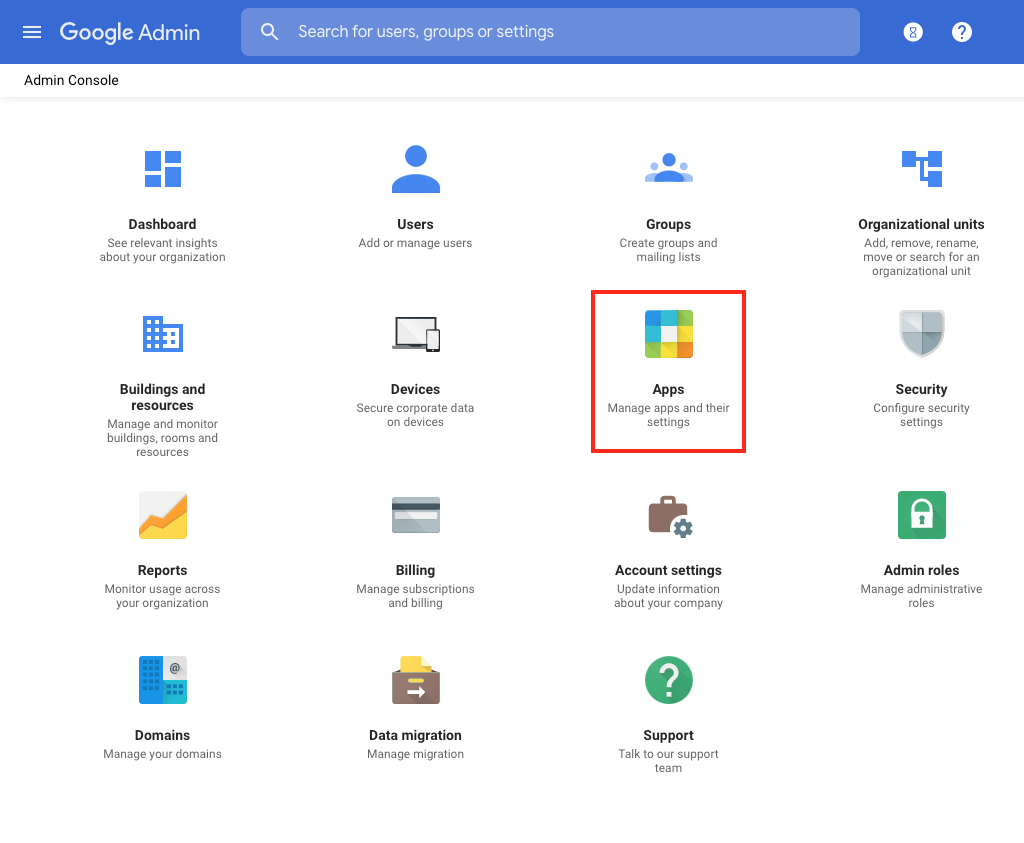 Google Admin
Search for users, groups or settings
Admin Console
Dashboard
See relevant insights
about your organization
Users
Add or manage users
Groups
Create groups and
mailing lists
Organizational units
Add, remove, rename,
move or search for an
organizational unit
Buildings and
resources
Manage and monitor
buildings, rooms and
resources
Devices
Secure corporate data
on devices
Apps
Manage apps and their
settings
Security
Configure security
settings
Reports
Monitor usage across
your organization
Billing
Manage subscriptions
and billing
Account settings
Update information
about your company
Admin roles
Manage administrative
roles
@
Domains
Manage your domains
Data migration
Manage migration
Support
Talk to our support
team